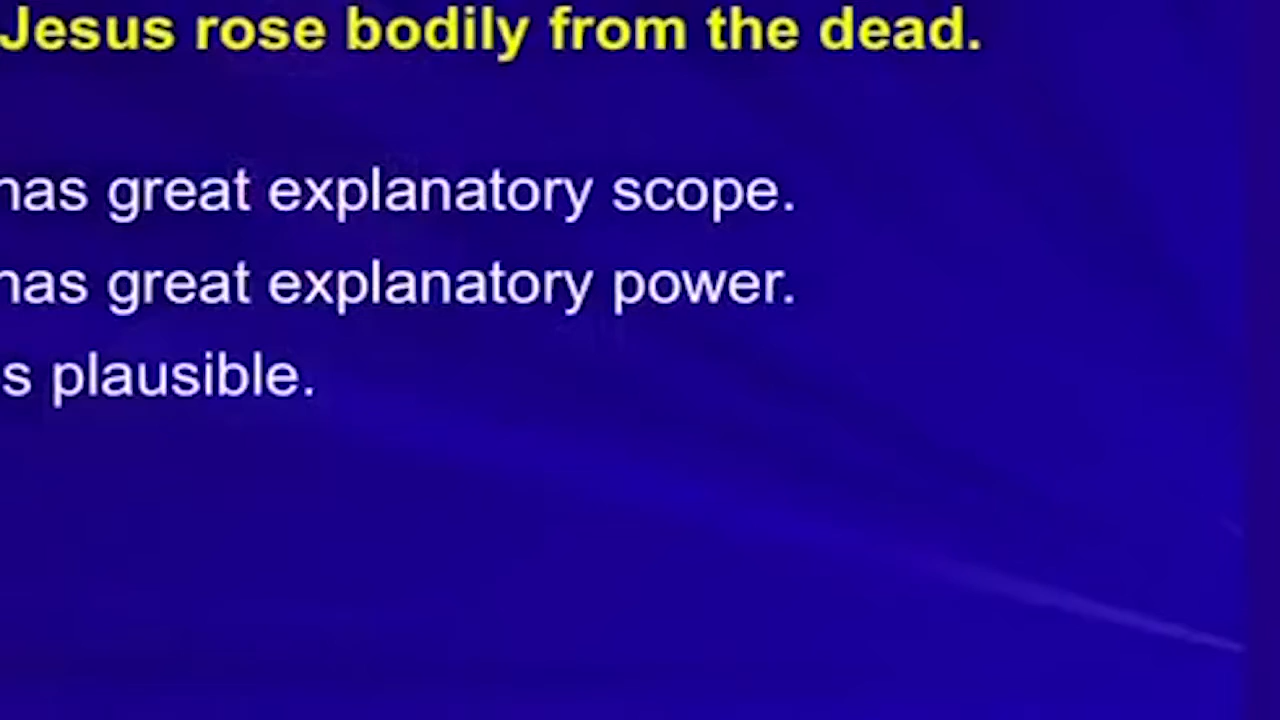 Jesus rose bodily from the dead.
has great explanatory scope.
has great explanatory power.
s plausible.